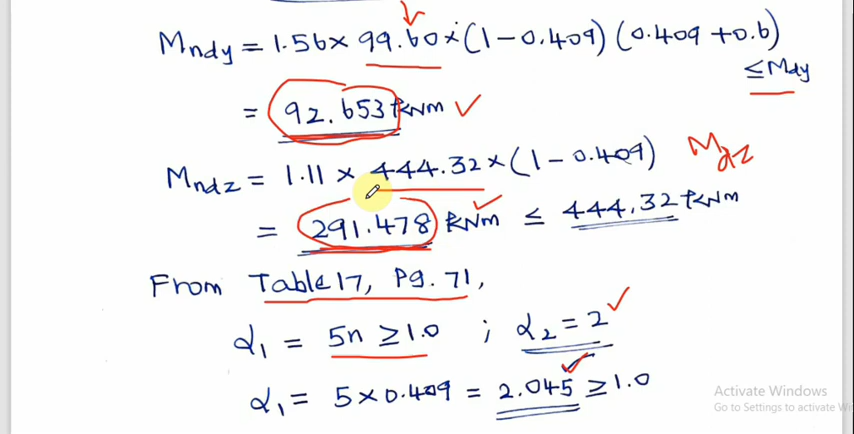 Mndy = 1.56 × 99.60 × (1 - 0.409) (0.409 + 0.6)
≤ Mdy
= 92.653 kNm ✓
Mndz = 1.11 × 444.32 × (1 - 0.409) Mdz
= 291.478 kNm ✓ ≤ 444.32 kNm
From Table 17, Pg. 71,
α₁ = 5n ≥ 1.0 ; α₂ = 2 ✓
α₁ = 5 × 0.409 = 2.045 ✓ ≥ 1.0
Activate Windows
Go to Settings to activate